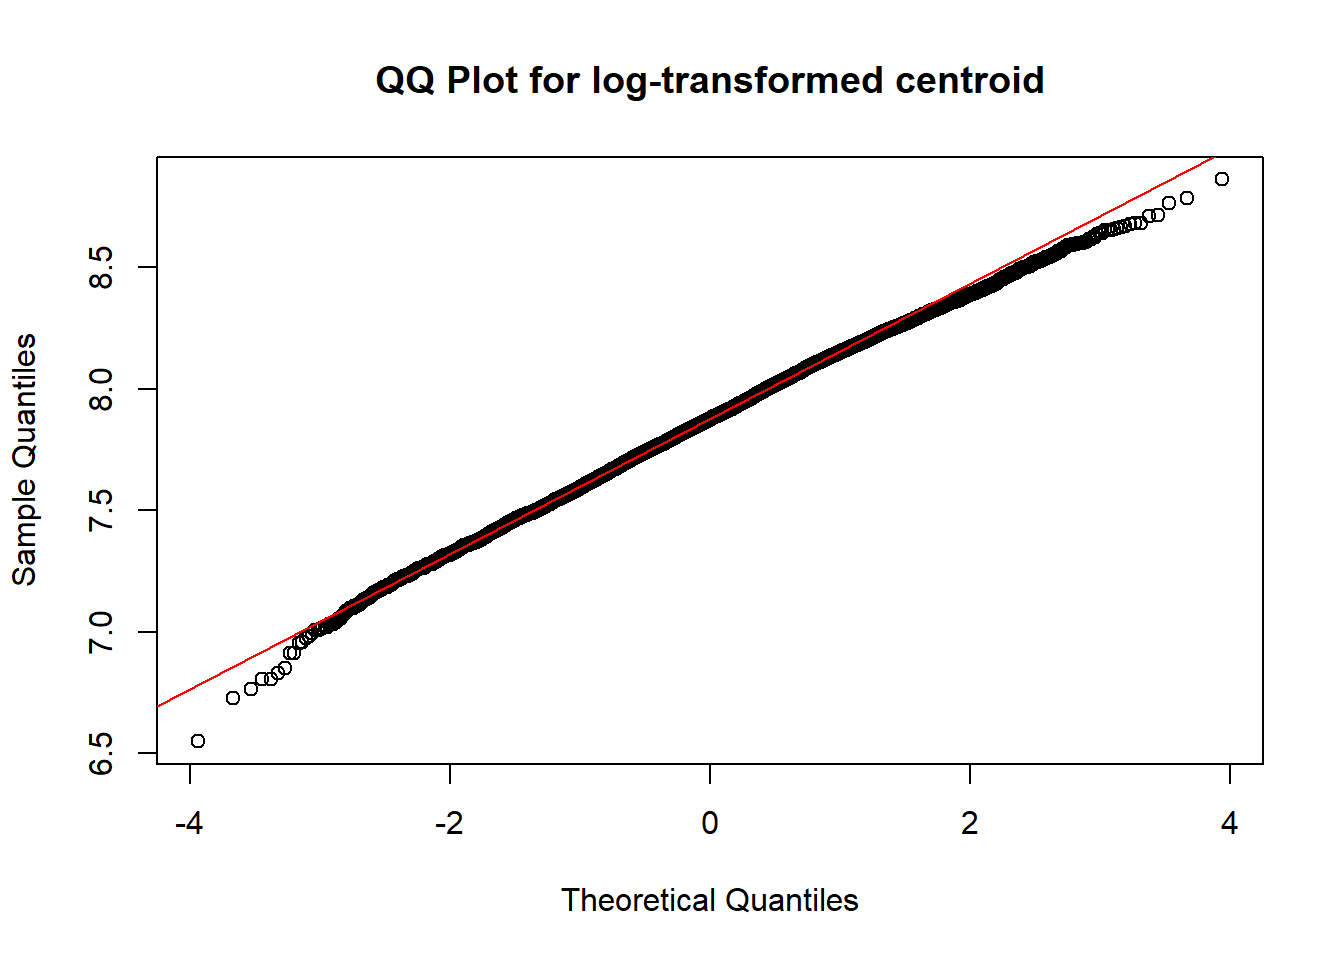 QQ Plot for log-transformed centroid
Sample Quantiles
8.5
8.0
7.5
7.0
6.5
-4 -2 0 2 4
Theoretical Quantiles